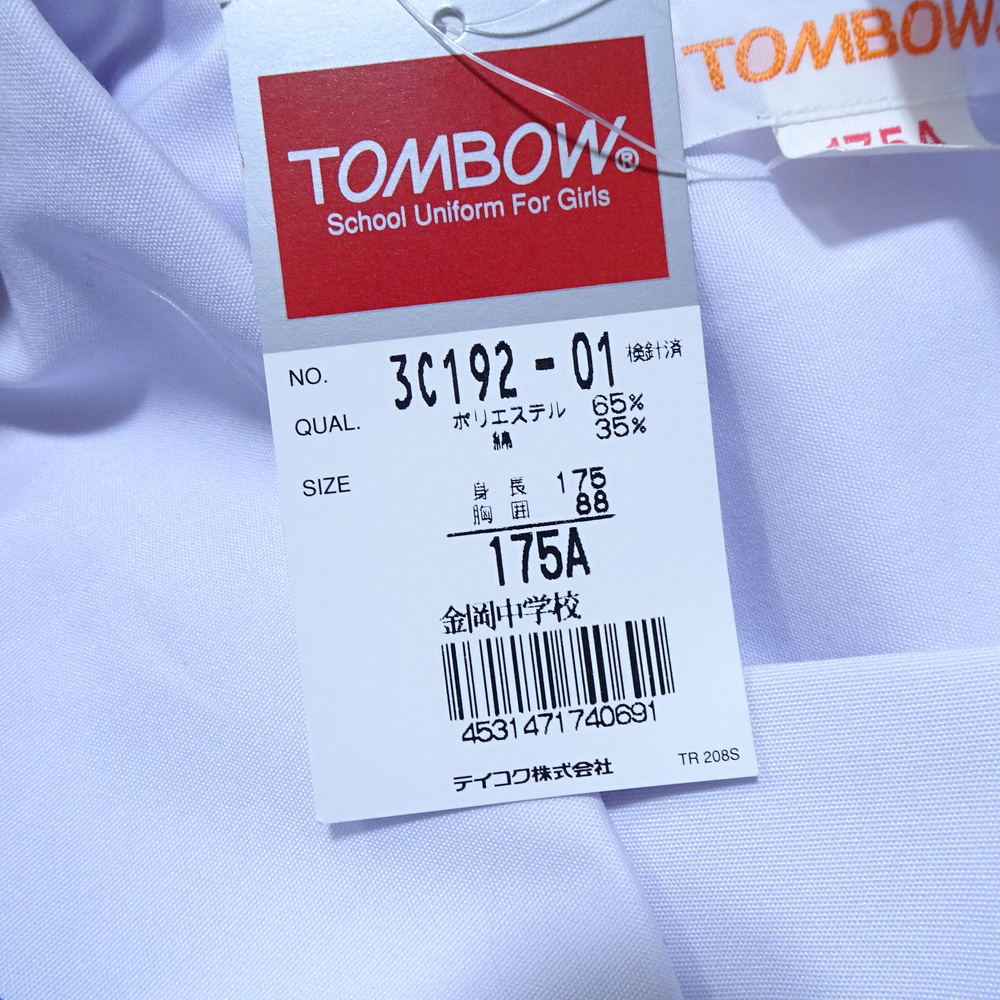 TOMBOW®
School Uniform For Girls
NO. 3C192-01 検針済
QUAL. ポリエステル 65%
綿 35%
SIZE 身長 175
胸囲 88
175A
金岡中学校
4531471740691
テイコク株式会社
TR 208S
TOMBOW
175A